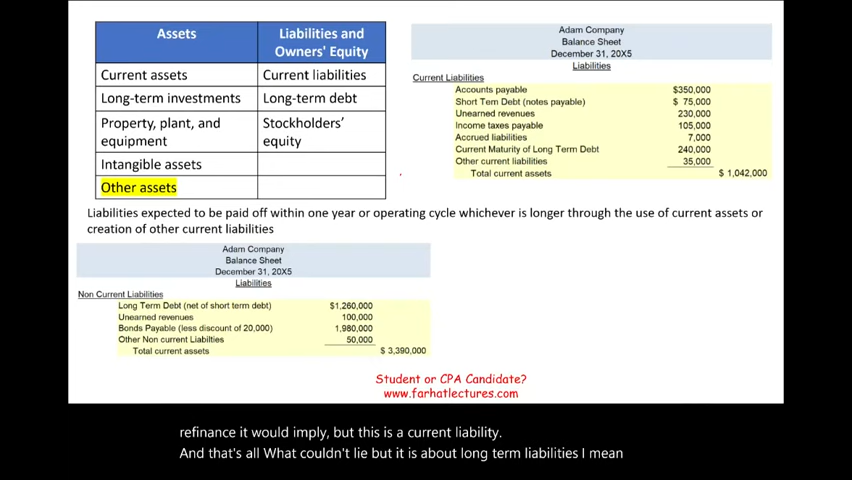 Assets
Liabilities and
Owners' Equity
Current assets
Current liabilities
Long-term investments
Long-term debt
Property, plant, and
equipment
Stockholders'
equity
Intangible assets
Other assets
Adam Company
Balance Sheet
December 31, 20X5
Liabilities
Current Liabilities
Accounts payable $350,000
Short Tem Debt (notes payable) $ 75,000
Unearned revenues 230,000
Income taxes payable 105,000
Accrued liabilities 7,000
Current Maturity of Long Term Debt 240,000
Other current liabilities 35,000
Total current assets $ 1,042,000
Liabilities expected to be paid off within one year or operating cycle whichever is longer through the use of current assets or
creation of other current liabilities
Adam Company
Balance Sheet
December 31, 20X5
Liabilities
Non Current Liabilities
Long Term Debt (net of short term debt) $1,260,000
Unearned revenues 100,000
Bonds Payable (less discount of 20,000) 1,980,000
Other Non current Liabilties 50,000
Total current assets $ 3,390,000
Student or CPA Candidate?
www.farhatlectures.com
refinance it would imply, but this is a current liability.
And that's all What couldn't lie but it is about long term liabilities I mean